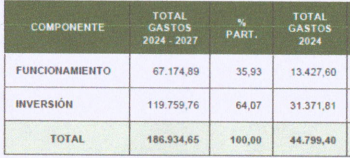 COMPONENTE TOTAL GASTOS 2024 - 2027 % PART. TOTAL GASTOS 2024
FUNCIONAMIENTO 67.174,89 35,93 13.427,60
INVERSIÓN 119.759,76 64,07 31.371,81
TOTAL 186.934,65 100,00 44.799,40